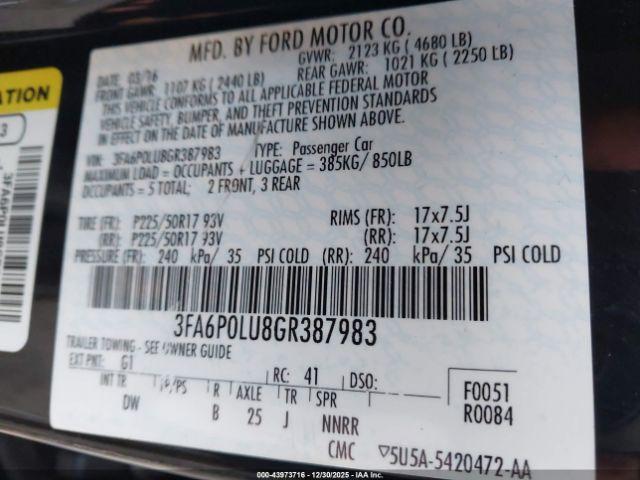 MFD. BY FORD MOTOR CO.
DATE: 03/16 GVWR: 2123 KG ( 4680 LB)
FRONT GAWR: 1107 KG ( 2440 LB) REAR GAWR: 1021 KG ( 2250 LB)
THIS VEHICLE CONFORMS TO ALL APPLICABLE FEDERAL MOTOR
VEHICLE SAFETY, BUMPER, AND THEFT PREVENTION STANDARDS
IN EFFECT ON THE DATE OF MANUFACTURE SHOWN ABOVE.
VIN: 3FA6P0LU8GR387983 TYPE: Passenger Car
MAXIMUM LOAD = OCCUPANTS + LUGGAGE = 385KG/ 850LB
OCCUPANTS = 5 TOTAL: 2 FRONT, 3 REAR
TIRE (FR): P225/50R17 93V RIMS (FR): 17x7.5J
(RR): P225/50R17 93V (RR): 17x7.5J
PRESSURE (FR): 240 kPa/ 35 PSI COLD (RR): 240 kPa/ 35 PSI COLD
3FA6P0LU8GR387983
TRAILER TOWING - SEE OWNER GUIDE
EXT PNT: G1 RC: 41 DSO: F0051
INT TR TP/PS R AXLE TR SPR R0084
DW B 25 J NNRR
CMC ▽5U5A-5420472-AA
ATION
3
3FA6P0LU8G
000-43973716 - 12/30/2025 - IAAI.COM